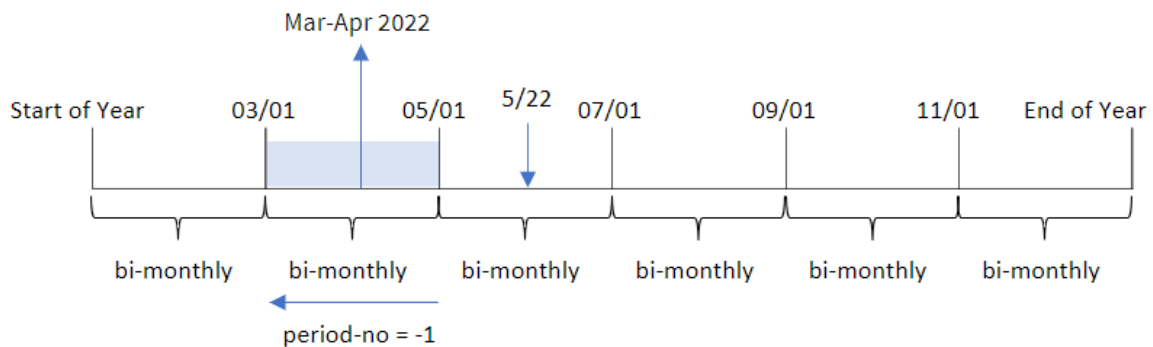 Mar-Apr 2022
Start of Year 03/01 05/01 5/22 07/01 09/01 11/01 End of Year
bi-monthly bi-monthly bi-monthly bi-monthly bi-monthly bi-monthly
period-no = -1